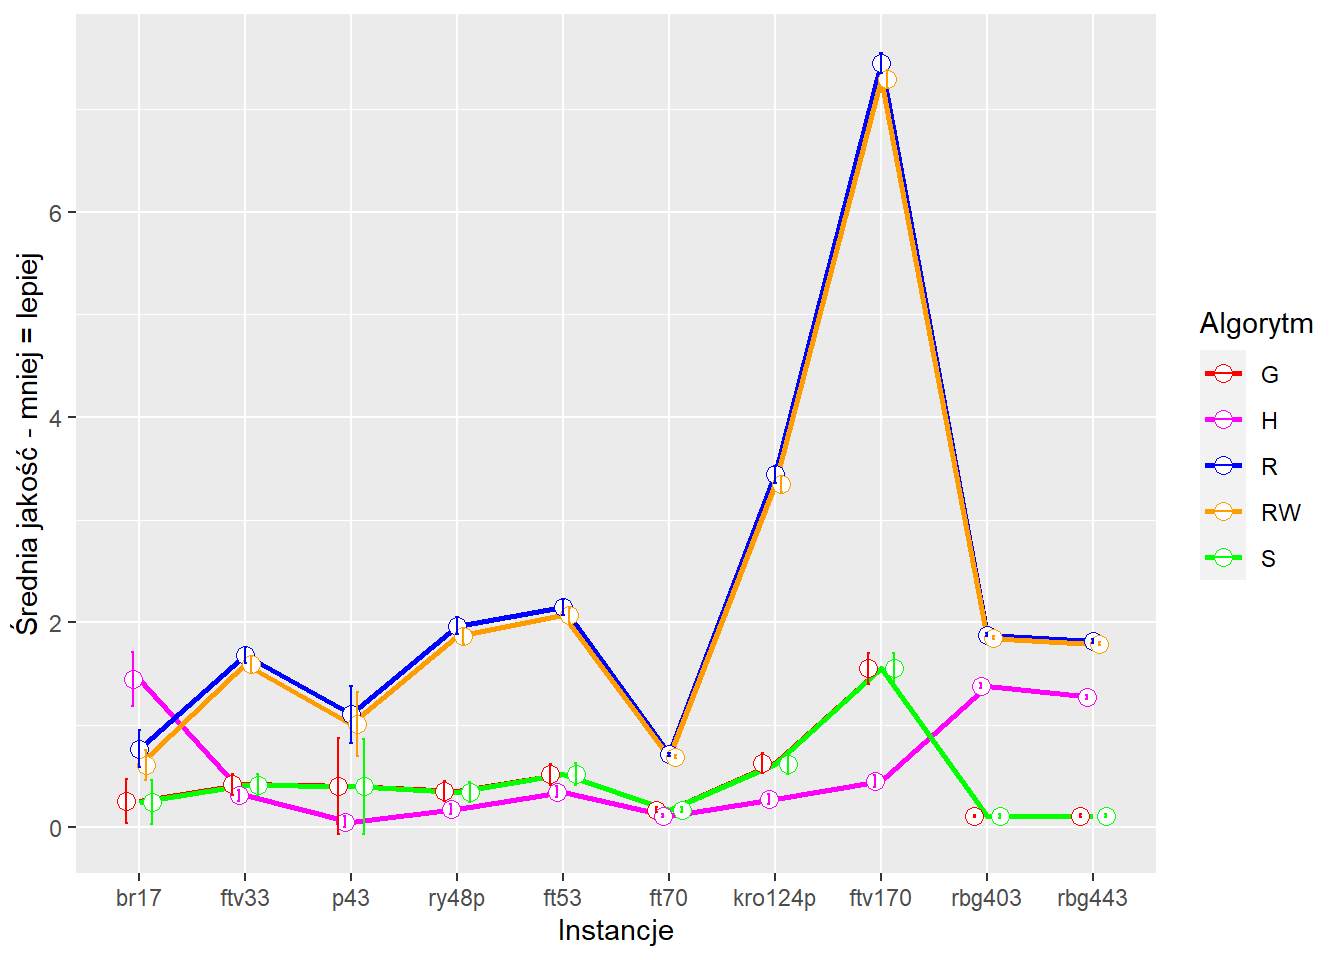 Średnia jakość - mniej = lepiej
6
4
2
0
br17 ftv33 p43 ry48p ft53 ft70 kro124p ftv170 rbg403 rbg443
Instancje
Algorytm
G
H
R
RW
S